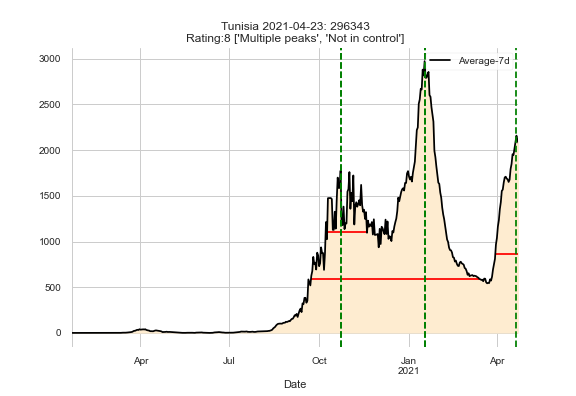 Tunisia 2021-04-23: 296343
Rating:8 ['Multiple peaks', 'Not in control']
Average-7d
3000
2500
2000
1500
1000
500
0
Apr
Jul
Oct
Jan
2021
Apr
Date